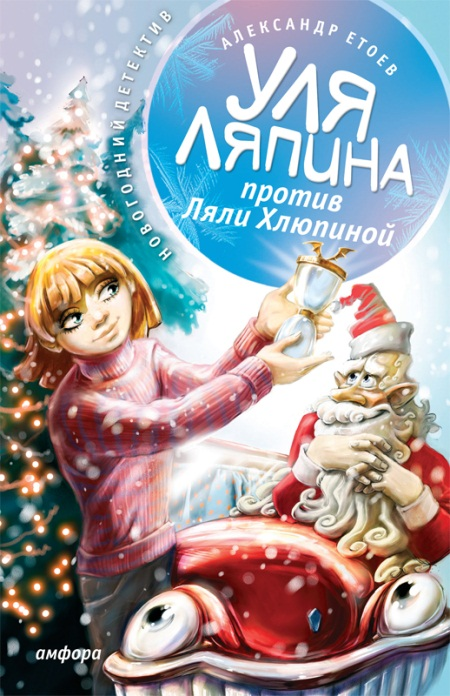 АЛЕКСАНДР ЕТОЕВ
НОВОГОДНИЙ ДЕТЕКТИВ
УЛЯ
ЛЯПИНА
против
Ляли Хлюпиной
амфора